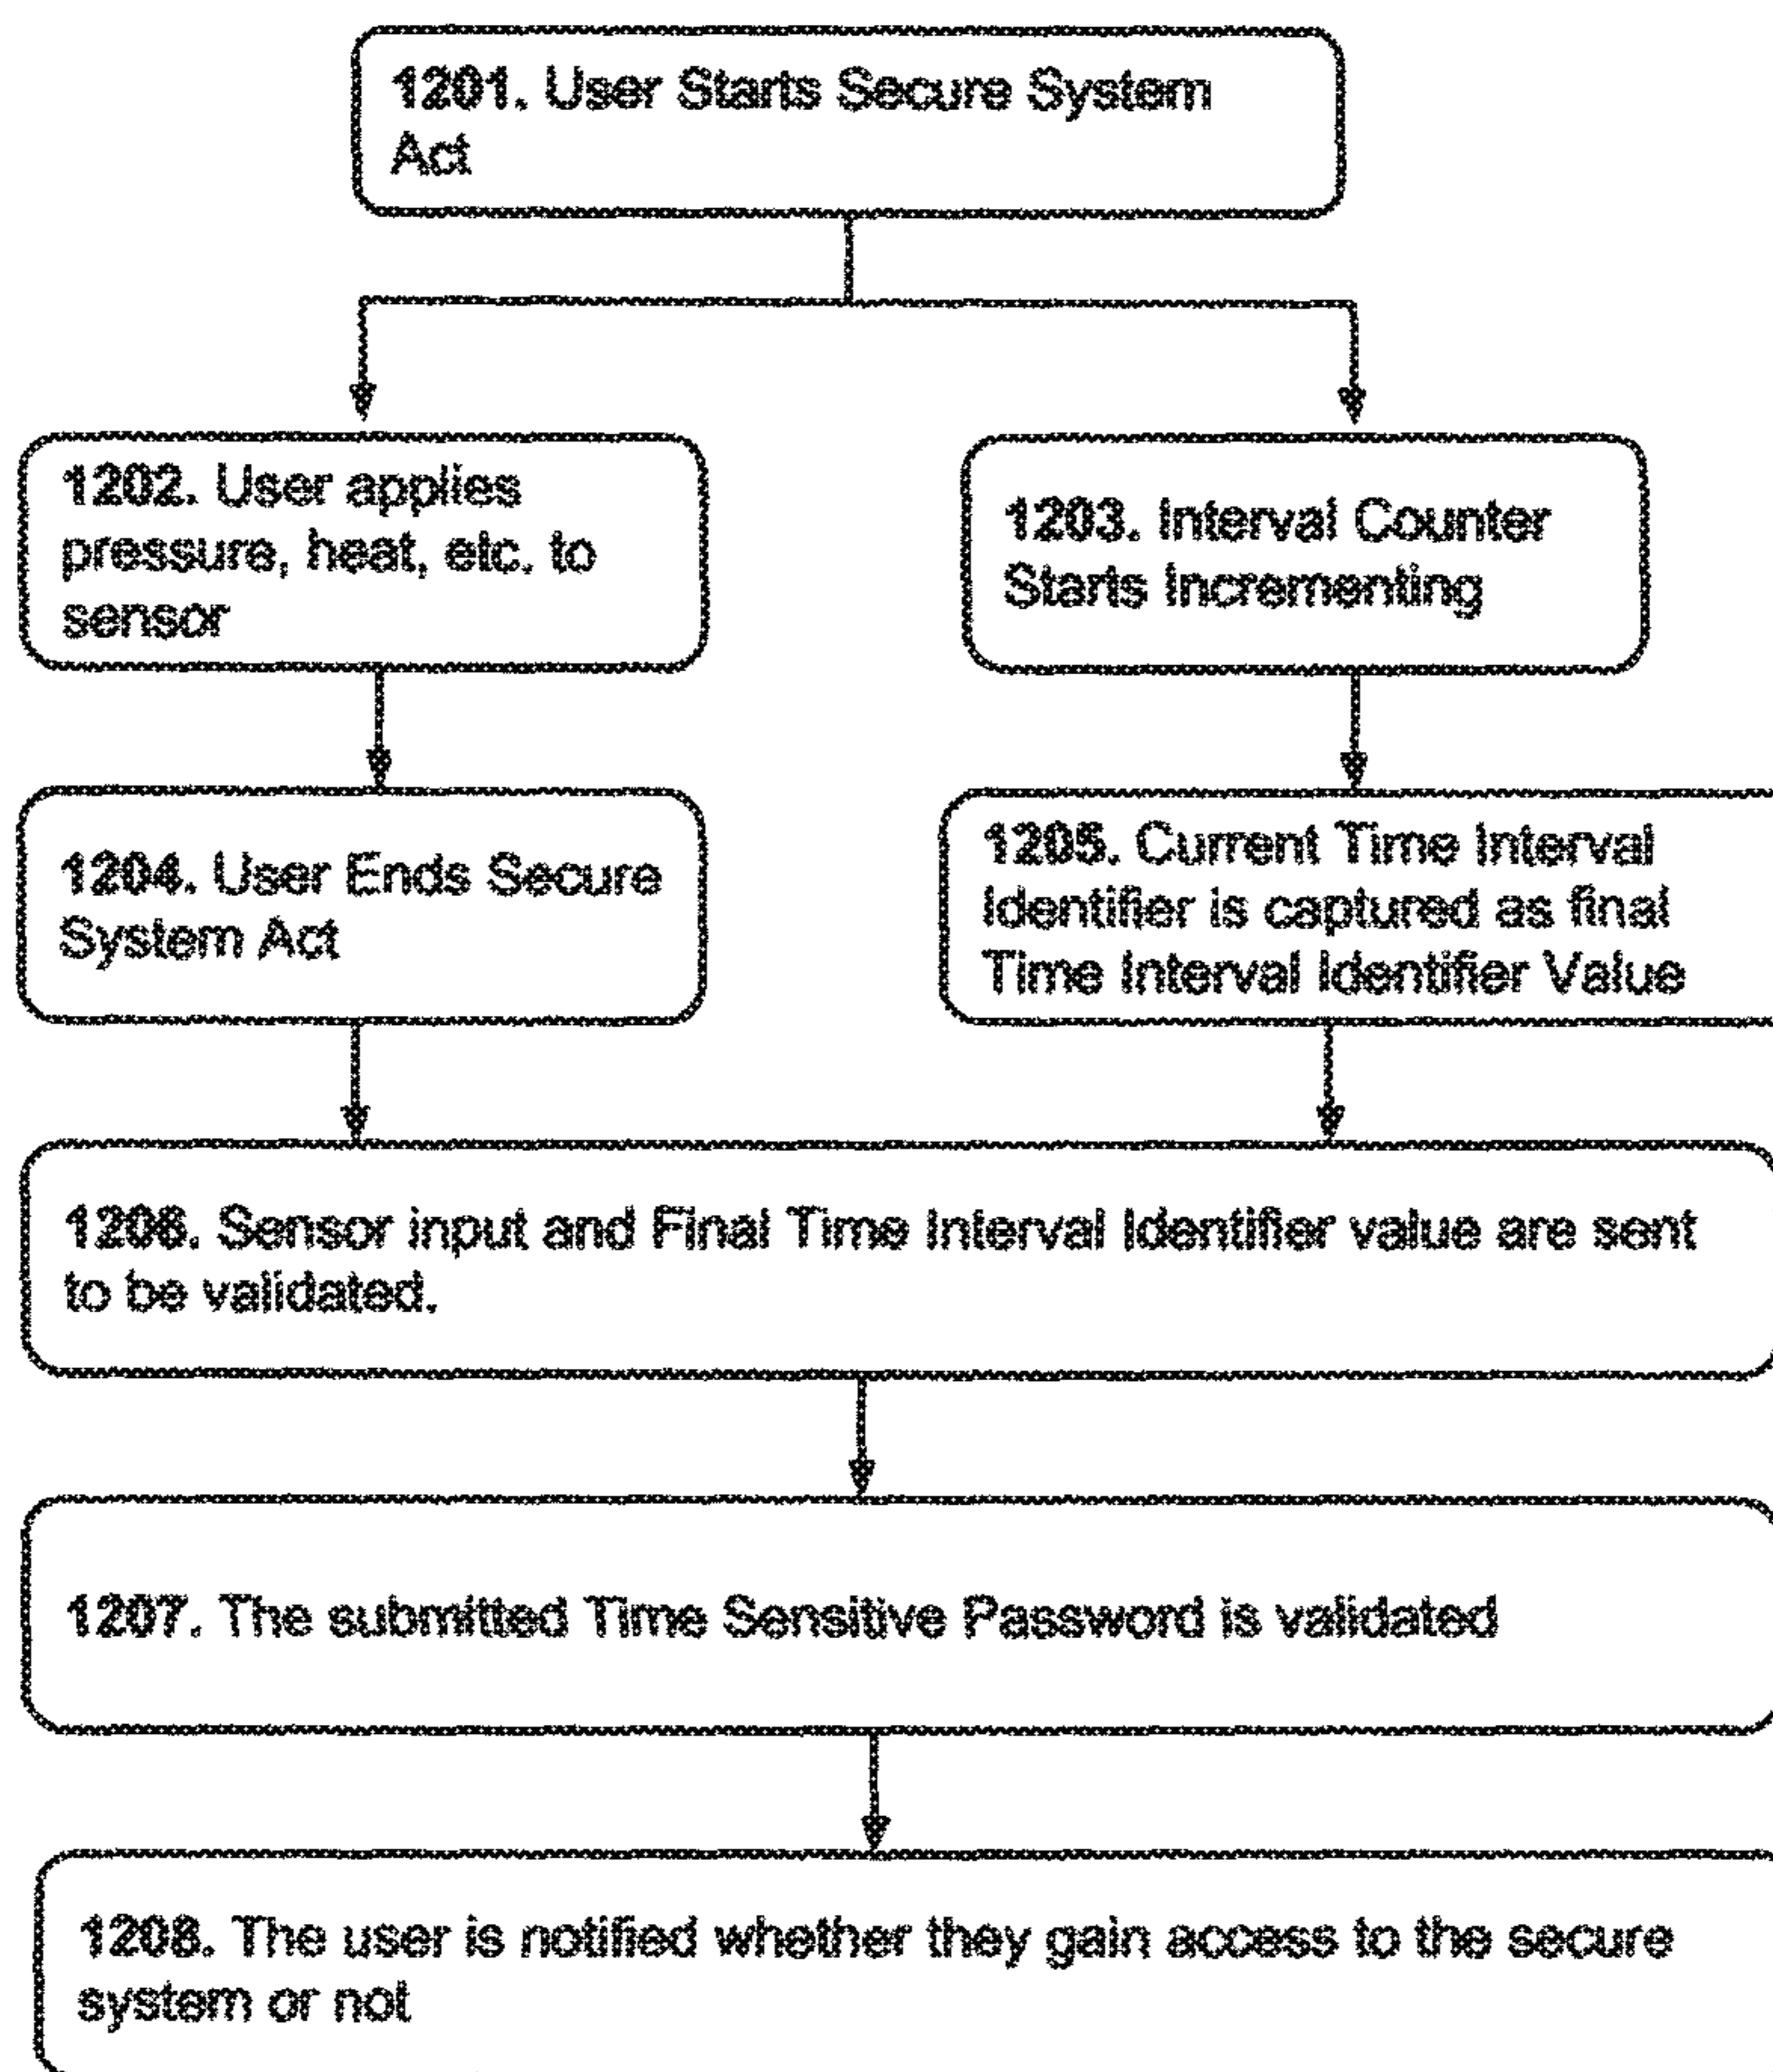 1201. User Starts Secure System
Act
1202. User applies
pressure, heat, etc. to
sensor
1203. Interval Counter
Starts Incrementing
1204. User Ends Secure
System Act
1205. Current Time Interval
Identifier is captured as final
Time Interval Identifier Value
1206. Sensor input and Final Time Interval Identifier value are sent
to be validated.
1207. The submitted Time Sensitive Password is validated
1208. The user is notified whether they gain access to the secure
system or not